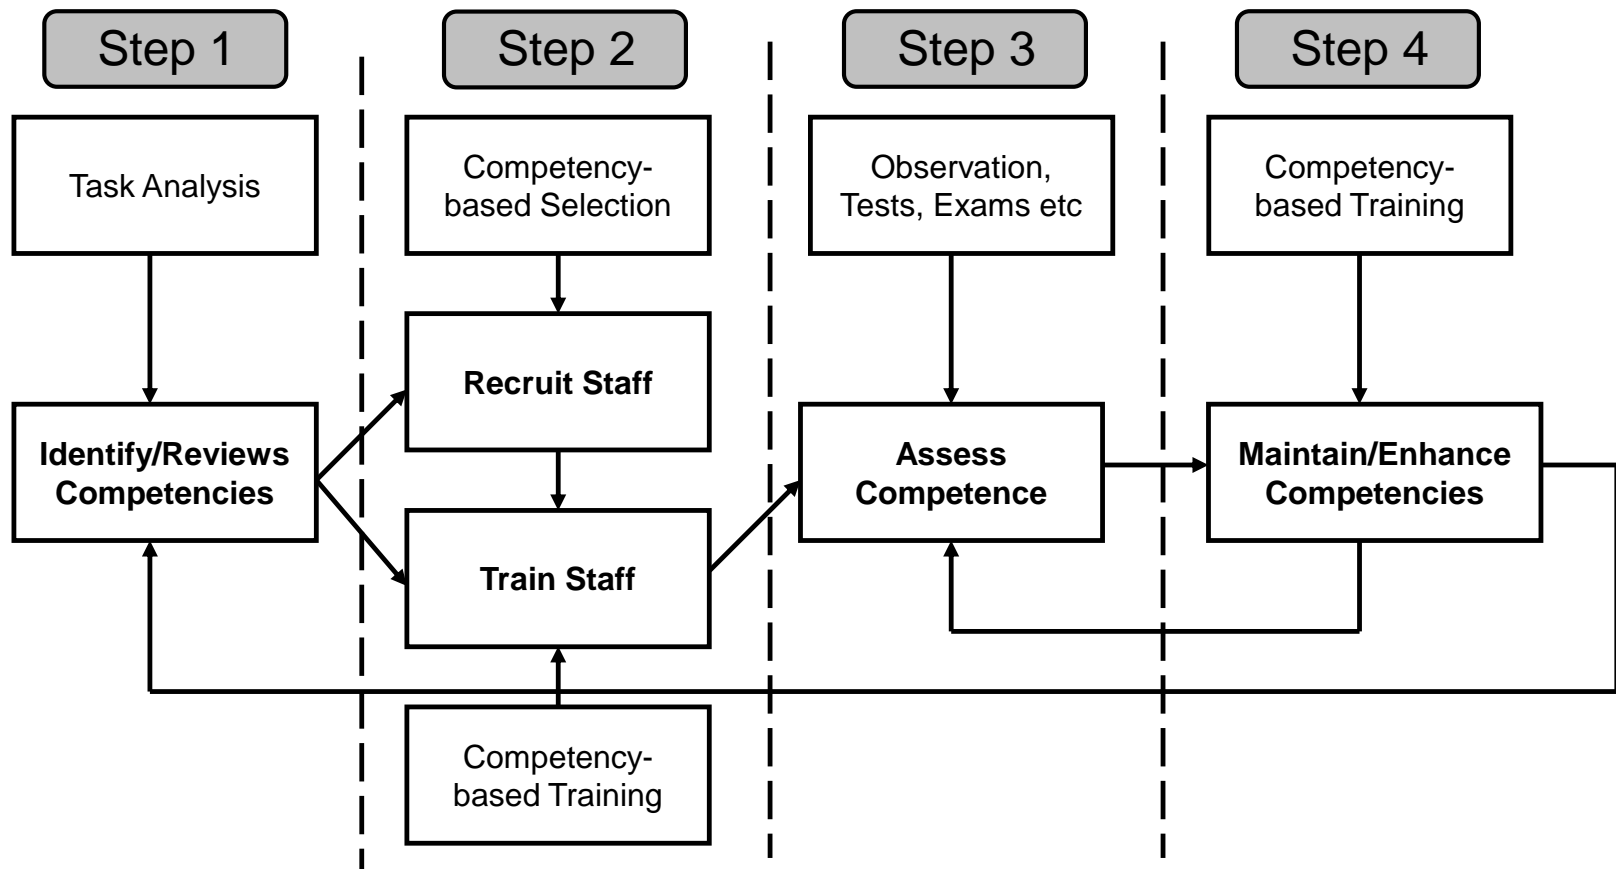 Step 1
Step 2
Step 3
Step 4
Task Analysis
Competency-
based Selection
Observation,
Tests, Exams etc
Competency-
based Training
Recruit Staff
Identify/Reviews
Competencies
Assess
Competence
Maintain/Enhance
Competencies
Train Staff
Competency-
based Training